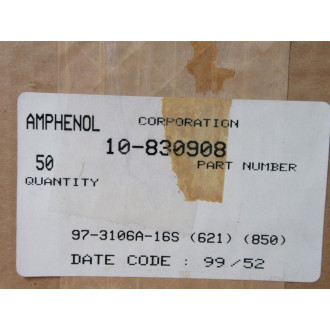 AMPHENOL CORPORATION
10-830908
50 PART NUMBER
QUANTITY
97-3106A-16S (621) (850)
DATE CODE : 99/52